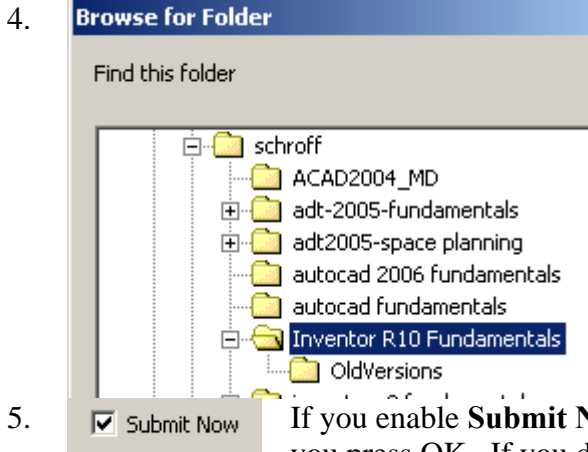 4.
Browse for Folder
Find this folder
schroff
ACAD2004_MD
adt-2005-fundamentals
adt2005-space planning
autocad 2006 fundamentals
autocad fundamentals
Inventor R10 Fundamentals
OldVersions
5. Submit Now If you enable Submit
you press OK. If you